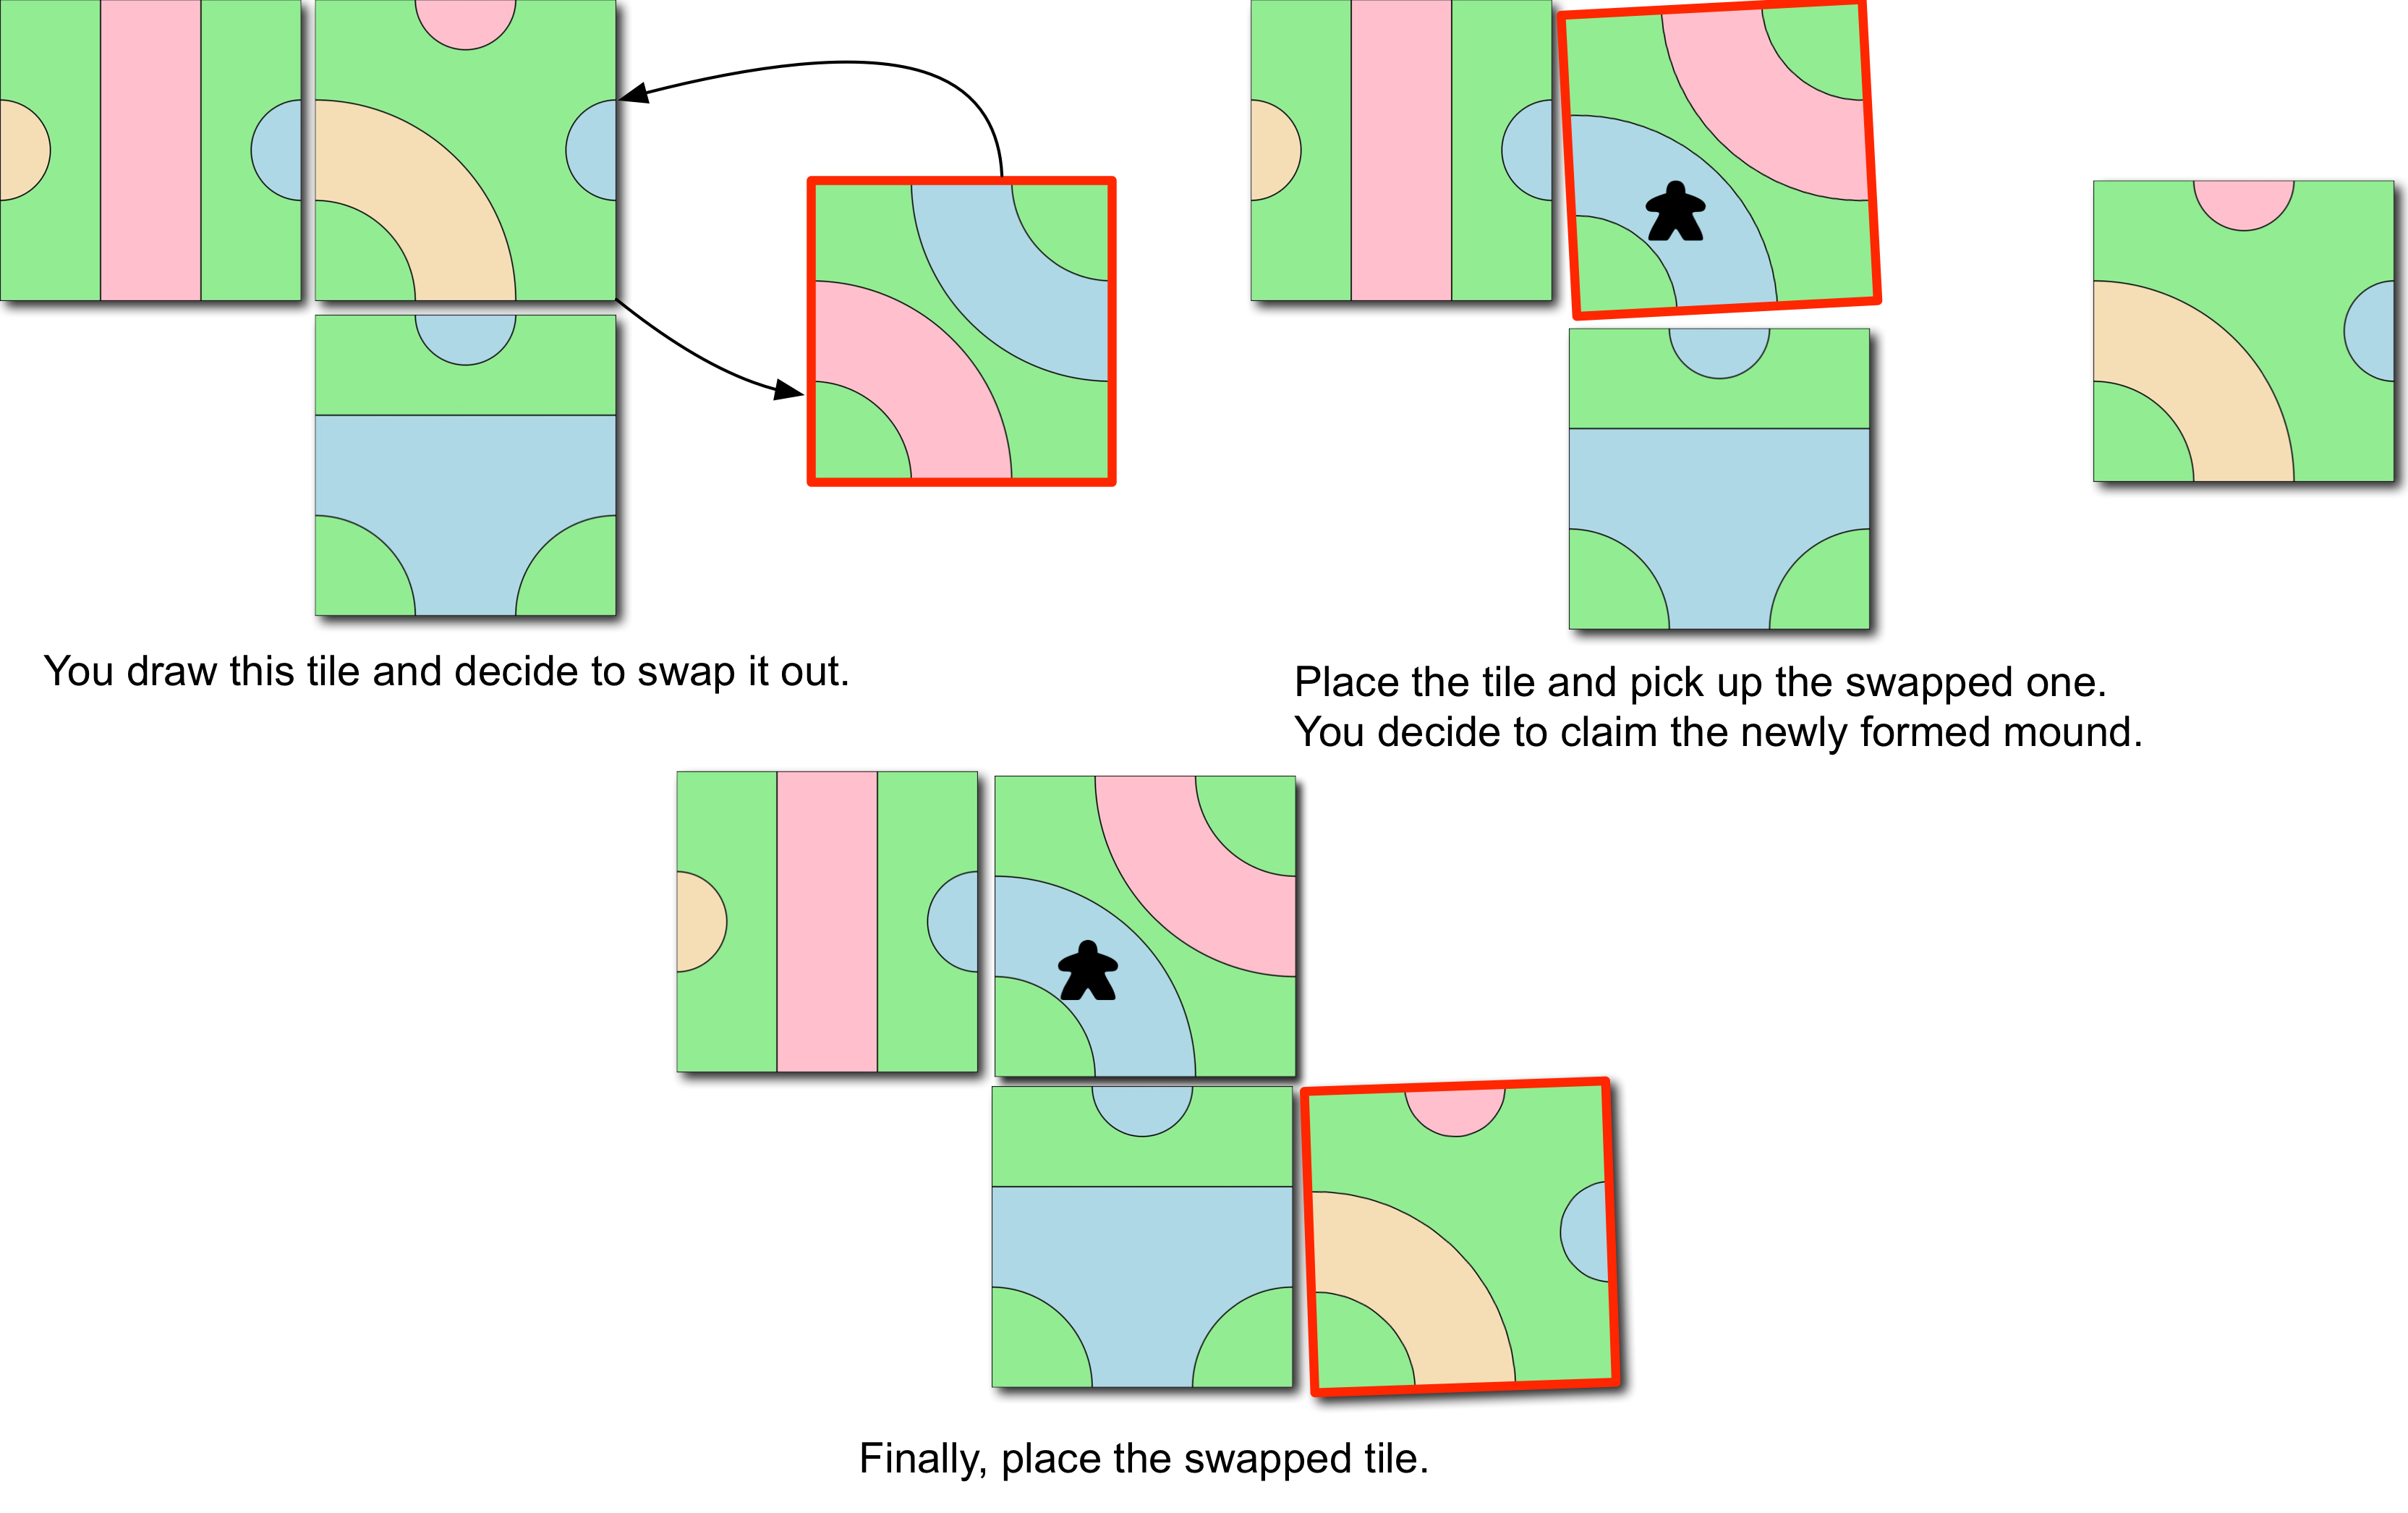 You draw this tile and decide to swap it out.
Place the tile and pick up the swapped one.
You decide to claim the newly formed mound.
Finally, place the swapped tile.